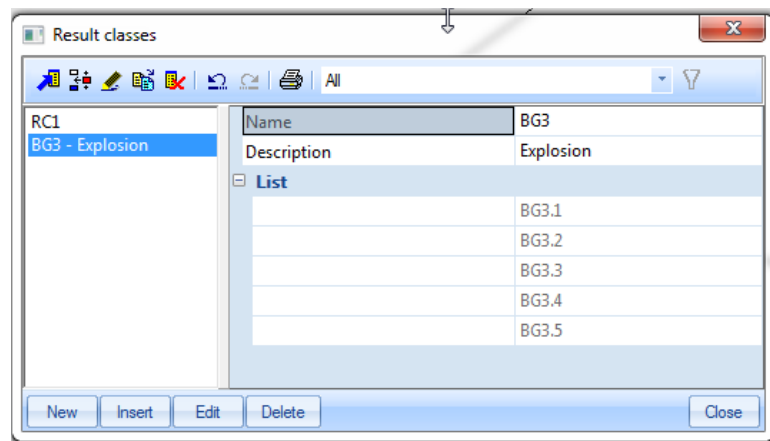 Result classes
All
RC1
BG3 - Explosion
Name BG3
Description Explosion
List
BG3.1
BG3.2
BG3.3
BG3.4
BG3.5
New Insert Edit Delete Close